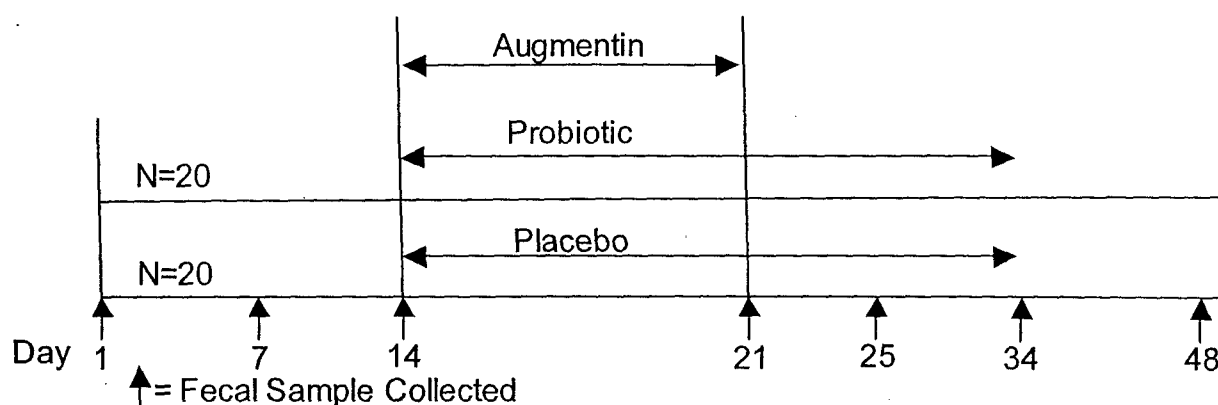 Augmentin
Probiotic
N=20
Placebo
N=20
Day 1 7 14 21 25 34 48
= Fecal Sample Collected